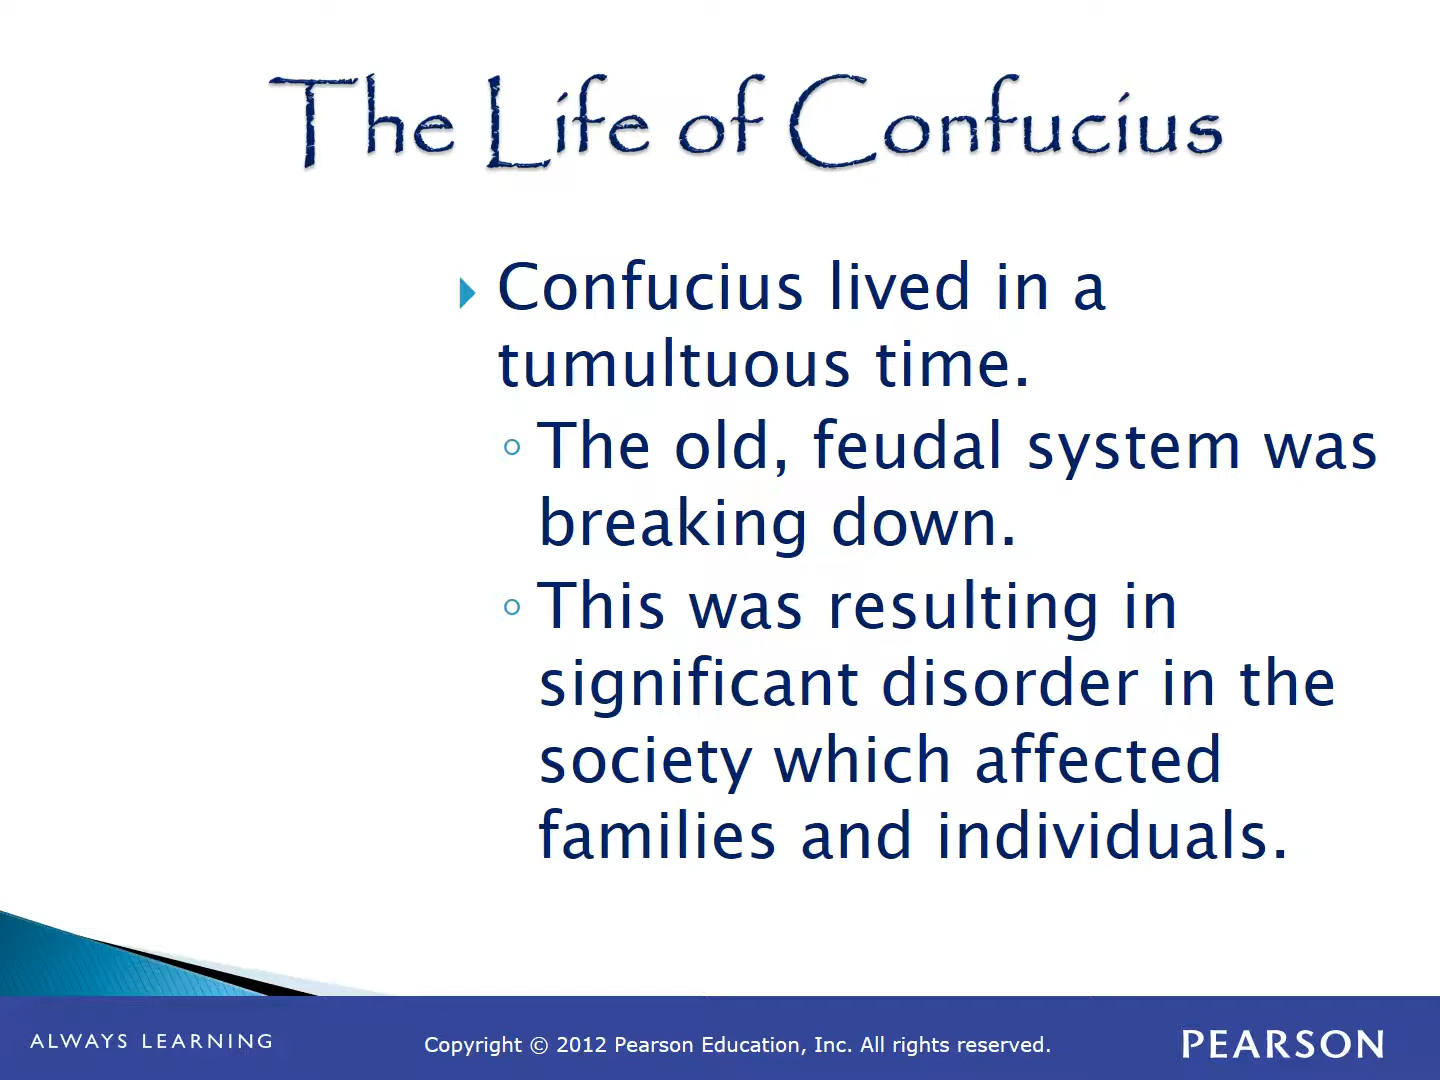 The Life of Confucius
Confucius lived in a
tumultuous time.
The old, feudal system was
breaking down.
This was resulting in
significant disorder in the
society which affected
families and individuals.
ALWAYS LEARNING
Copyright © 2012 Pearson Education, Inc. All rights reserved.
PEARSON